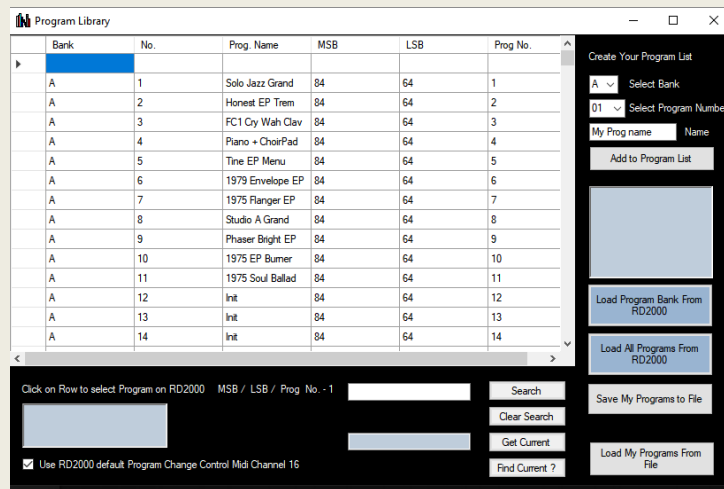 Program Library
Bank No. Prog. Name MSB LSB Prog No.
A 1 Solo Jazz Grand 84 64 1
A 2 Honest EP Trem 84 64 2
A 3 FC1 Cry Wah Clav 84 64 3
A 4 Piano + ChoirPad 84 64 4
A 5 Tine EP Menu 84 64 5
A 6 1979 Envelope EP 84 64 6
A 7 1975 Flanger EP 84 64 7
A 8 Studio A Grand 84 64 8
A 9 Phaser Bright EP 84 64 9
A 10 1975 EP Burner 84 64 10
A 11 1975 Soul Ballad 84 64 11
A 12 Init 84 64 12
A 13 Init 84 64 13
A 14 Init 84 64 14
Create Your Program List
A Select Bank
01 Select Program Numbe
My Prog name Name
Add to Program List
Load Program Bank From
RD2000
Load All Programs From
RD2000
Save My Programs to File
Load My Programs From
File
Click on Row to select Program on RD2000 MSB / LSB / Prog No. - 1
Search
Clear Search
Get Current
Find Current ?
Use RD2000 default Program Change Control Midi Channel 16